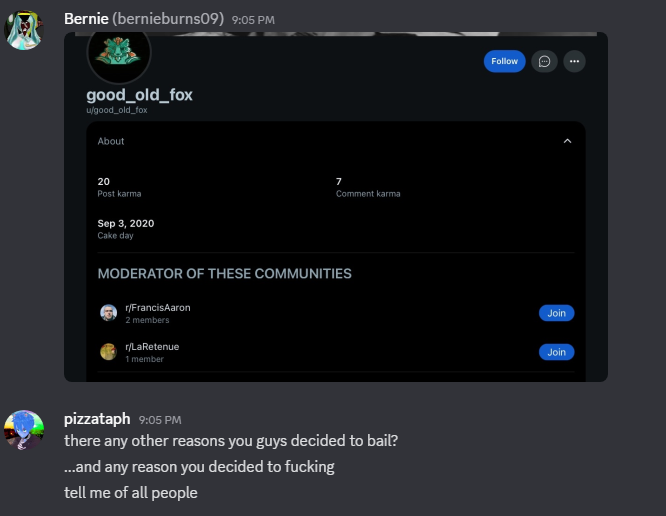 Bernie (bernieburns09) 9:05 PM
Follow
good_old_fox
u/good_old_fox
About
20 7
Post karma Comment karma
Sep 3, 2020
Cake day
MODERATOR OF THESE COMMUNITIES
r/FrancisAaron
2 members
Join
r/LaRetenue
1 member
Join
pizzataph 9:05 PM
there any other reasons you guys decided to bail?
...and any reason you decided to fucking
tell me of all people